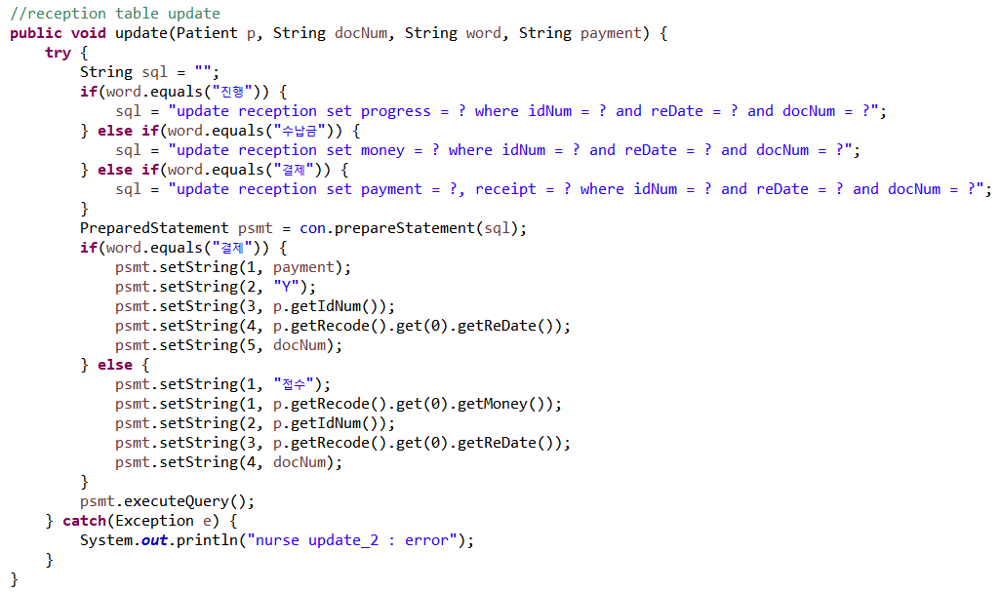 //reception table update
public void update(Patient p, String docNum, String word, String payment) {
    try {
        String sql = "";
        if(word.equals("진행")) {
            sql = "update reception set progress = ? where idNum = ? and reDate = ? and docNum = ?";
        } else if(word.equals("수납금")) {
            sql = "update reception set money = ? where idNum = ? and reDate = ? and docNum = ?";
        } else if(word.equals("결제")) {
            sql = "update reception set payment = ?, receipt = ? where idNum = ? and reDate = ? and docNum = ?";
        }
        PreparedStatement psmt = con.prepareStatement(sql);
        if(word.equals("결제")) {
            psmt.setString(1, payment);
            psmt.setString(2, "Y");
            psmt.setString(3, p.getIdNum());
            psmt.setString(4, p.getRecode().get(0).getReDate());
            psmt.setString(5, docNum);
        } else {
            psmt.setString(1, "접수");
            psmt.setString(1, p.getRecode().get(0).getMoney());
            psmt.setString(2, p.getIdNum());
            psmt.setString(3, p.getRecode().get(0).getReDate());
            psmt.setString(4, docNum);
        }
        psmt.executeQuery();
    } catch(Exception e) {
        System.out.println("nurse update_2 : error");
    }
}